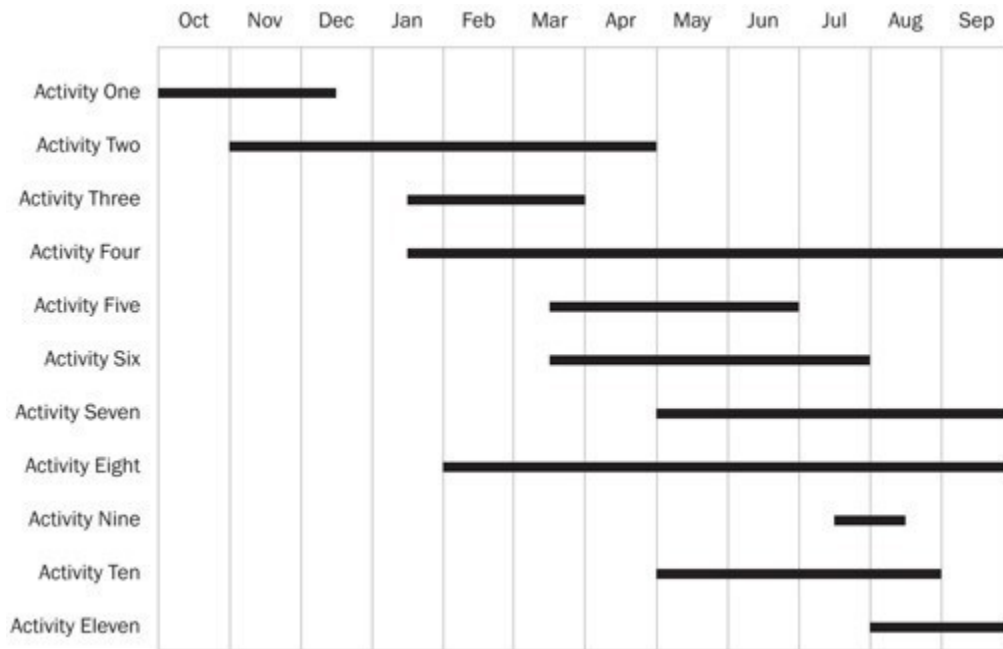 Oct Nov Dec Jan Feb Mar Apr May Jun Jul Aug Sep
Activity One
Activity Two
Activity Three
Activity Four
Activity Five
Activity Six
Activity Seven
Activity Eight
Activity Nine
Activity Ten
Activity Eleven